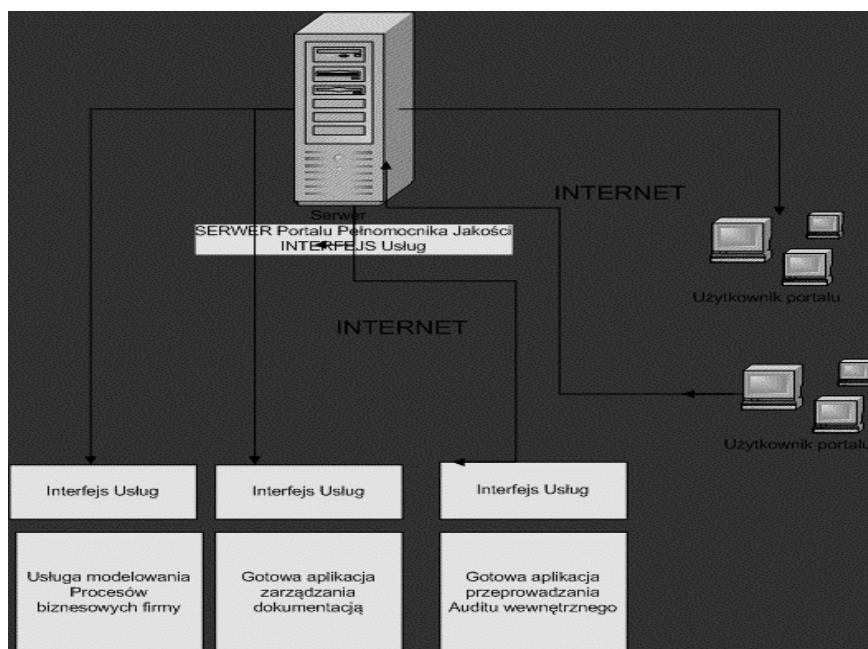 INTERNET
Serwer
SERWER Portalu Pełnomocnika Jakości
INTERFEJS Usług
Użytkownik portalu
INTERNET
Użytkownik portalu
Interfejs Usług
Interfejs Usług
Interfejs Usług
Usługa modelowania
Procesów
biznesowych firmy
Gotowa aplikacja
zarządzania
dokumentacją
Gotowa aplikacja
przeprowadzania
Auditu wewnętrznego